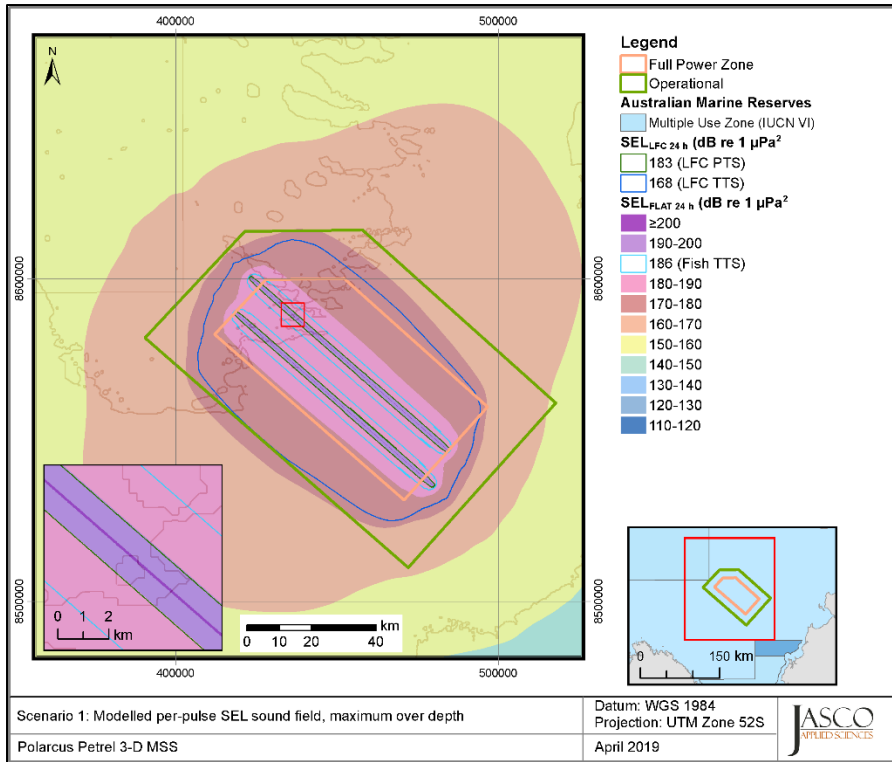 400000
500000
N
8600000
8600000
8500000
8500000
0 1 2
km
0 10 20 40
km
400000
500000
Legend
Full Power Zone
Operational
Australian Marine Reserves
Multiple Use Zone (IUCN VI)
SELLFC 24 h (dB re 1 µPa²
183 (LFC PTS)
168 (LFC TTS)
SELFLAT 24 h (dB re 1 µPa²
≥200
190-200
186 (Fish TTS)
180-190
170-180
160-170
150-160
140-150
130-140
120-130
110-120
0 150 km
Scenario 1: Modelled per-pulse SEL sound field, maximum over depth
Polarcus Petrel 3-D MSS
Datum: WGS 1984
Projection: UTM Zone 52S
April 2019
JASCO
APPLIED SCIENCES